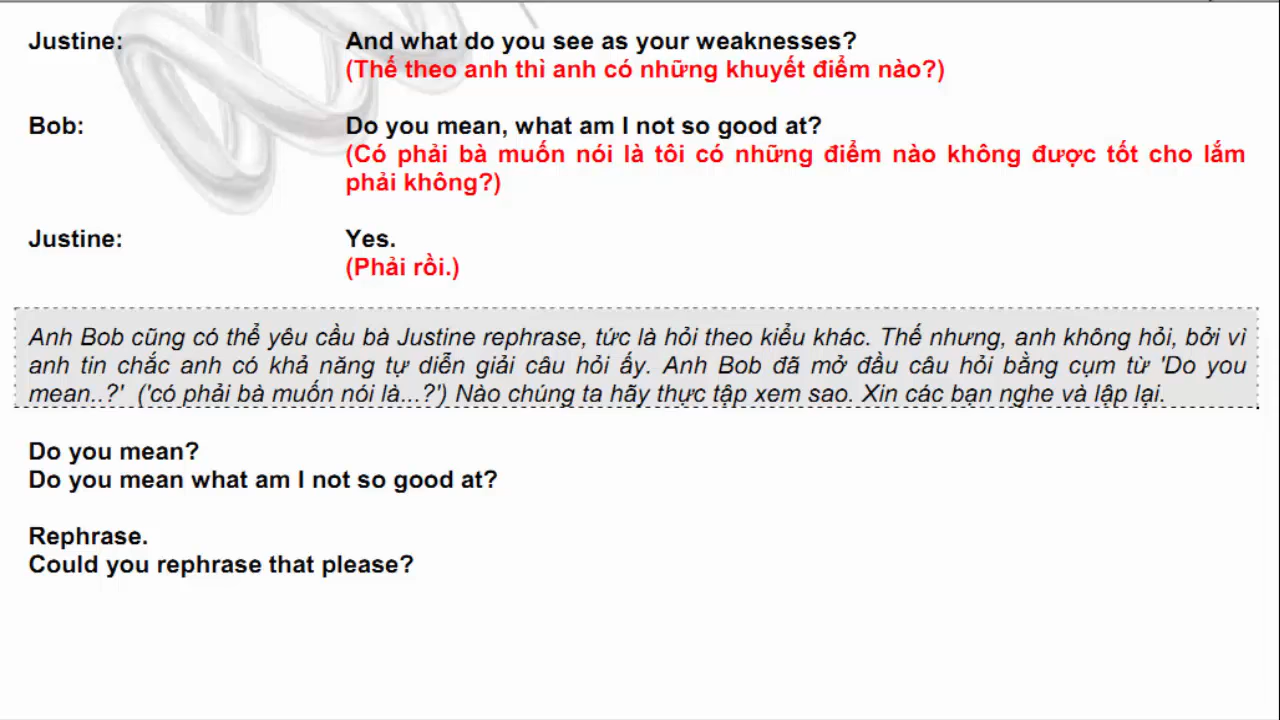 Justine: And what do you see as your weaknesses?
(Thế theo anh thì anh có những khuyết điểm nào?)
Bob: Do you mean, what am I not so good at?
(Có phải bà muốn nói là tôi có những điểm nào không được tốt cho lắm
phải không?)
Justine: Yes.
(Phải rồi.)
Anh Bob cũng có thể yêu cầu bà Justine rephrase, tức là hỏi theo kiểu khác. Thế nhưng, anh không hỏi, bởi vì
anh tin chắc anh có khả năng tự diễn giải câu hỏi ấy. Anh Bob đã mở đầu câu hỏi bằng cụm từ 'Do you
mean..?' ('có phải bà muốn nói là...?') Nào chúng ta hãy thực tập xem sao. Xin các bạn nghe và lập lại.
Do you mean?
Do you mean what am I not so good at?
Rephrase.
Could you rephrase that please?